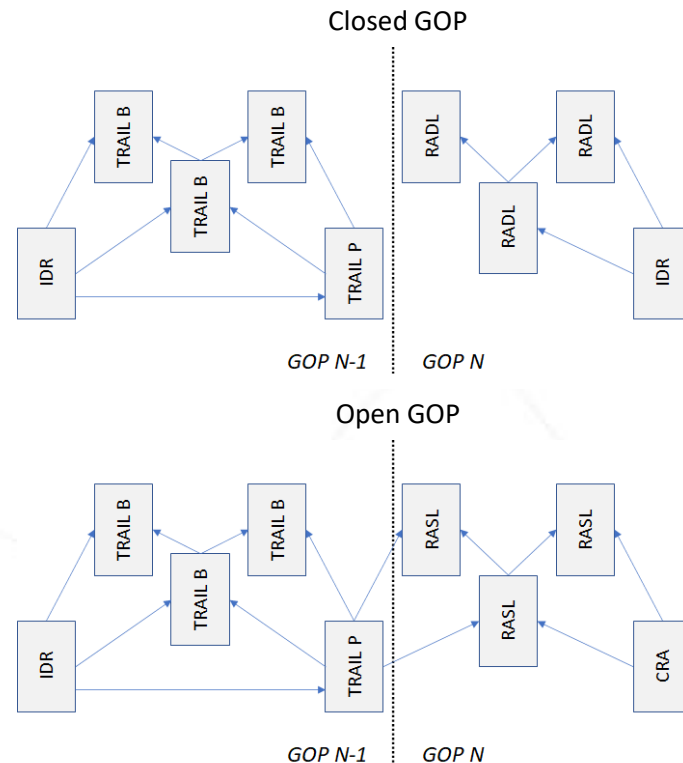 Closed GOP
TRAIL B
TRAIL B
RADL
RADL
TRAIL B
RADL
IDR
TRAIL P
IDR
GOP N-1
GOP N
Open GOP
TRAIL B
TRAIL B
RASL
RASL
TRAIL B
RASL
IDR
TRAIL P
CRA
GOP N-1
GOP N